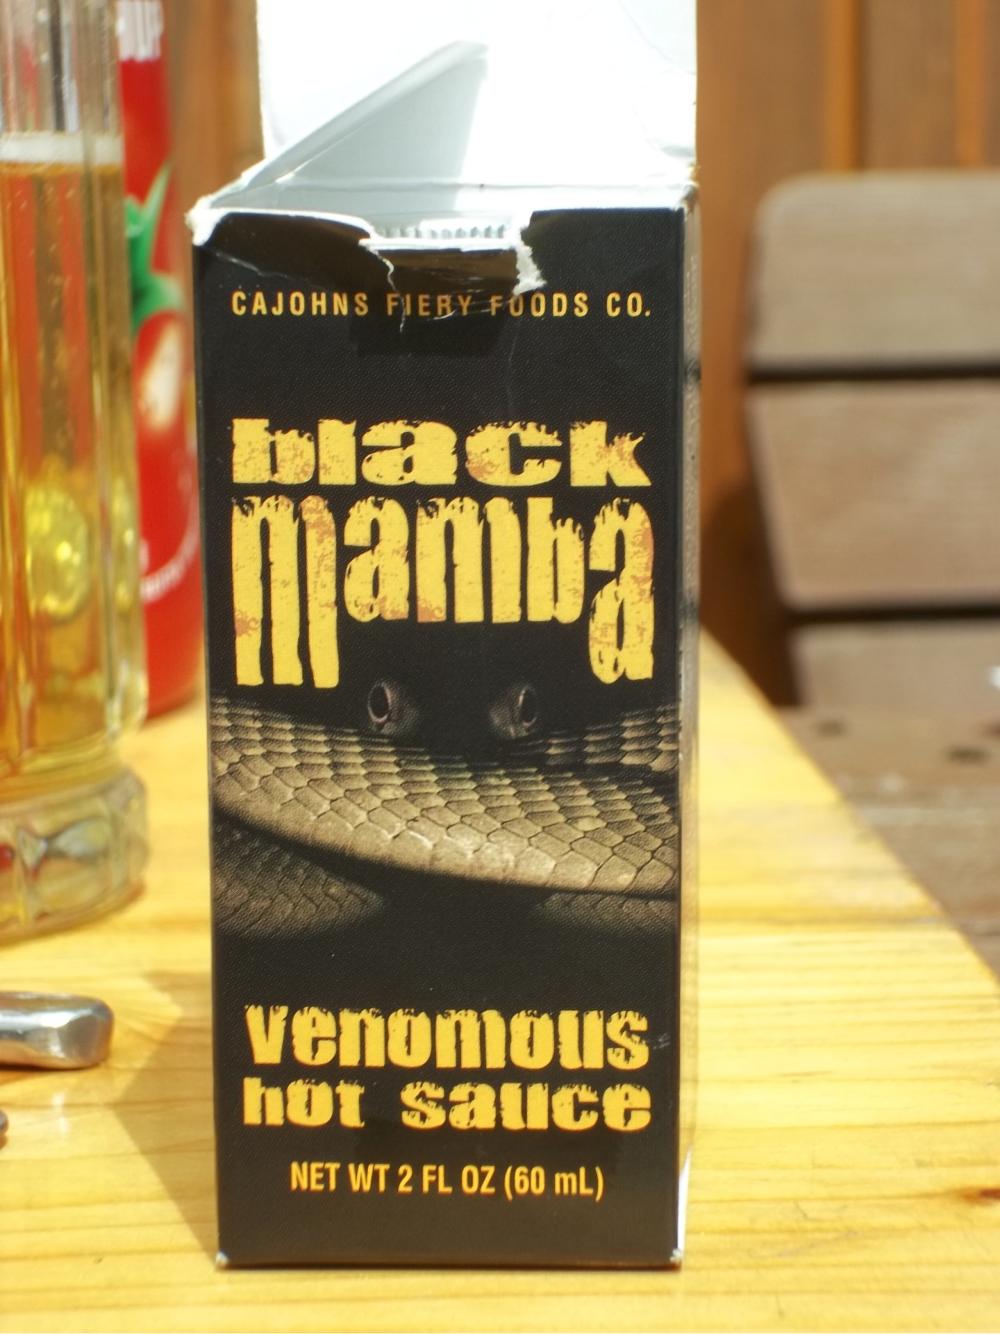 CAJOHNS FIERY FOODS CO.
black
mamba
venomous
hot sauce
NET WT 2 FL OZ (60 mL)